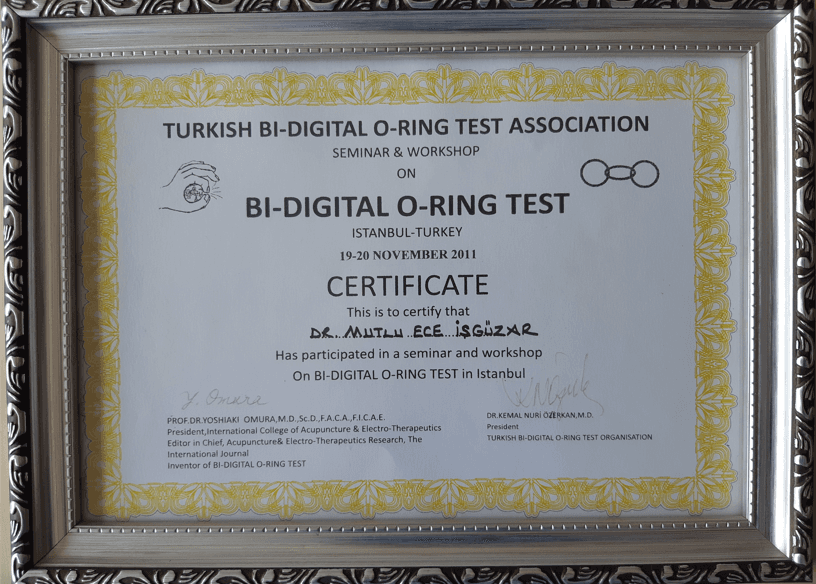 TURKISH BI-DIGITAL O-RING TEST ASSOCIATION
SEMINAR & WORKSHOP
ON
BI-DIGITAL O-RING TEST
ISTANBUL-TURKEY
19-20 NOVEMBER 2011
CERTIFICATE
This is to certify that
DR. MUTLU ECE İŞGÜZAR
Has participated in a seminar and workshop
On BI-DIGITAL O-RING TEST in Istanbul
Y. Omura
PROF.DR.YOSHIAKI OMURA,M.D.,Sc.D.,F.A.C.A.,F.I.C.A.E.
President,International College of Acupuncture & Electro-Therapeutics
Editor in Chief, Acupuncture& Electro-Therapeutics Research, The
International Journal
Inventor of BI-DIGITAL O-RING TEST
DR.KEMAL NURİ ÖZERKAN,M.D.
President
TURKISH BI-DIGITAL O-RING TEST ORGANISATION